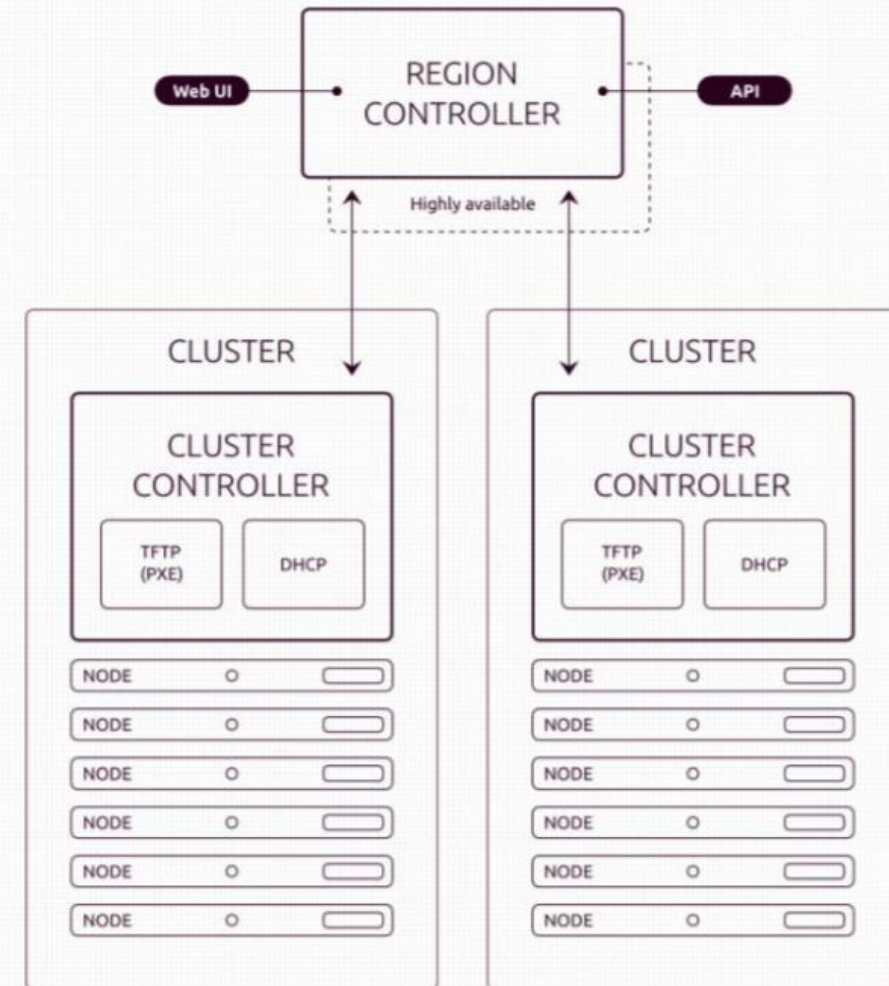 REGION
CONTROLLER
Web UI
API
Highly available
CLUSTER
CLUSTER
CONTROLLER
TFTP
(PXE)
DHCP
NODE
NODE
NODE
NODE
NODE
NODE
CLUSTER
CLUSTER
CONTROLLER
TFTP
(PXE)
DHCP
NODE
NODE
NODE
NODE
NODE
NODE